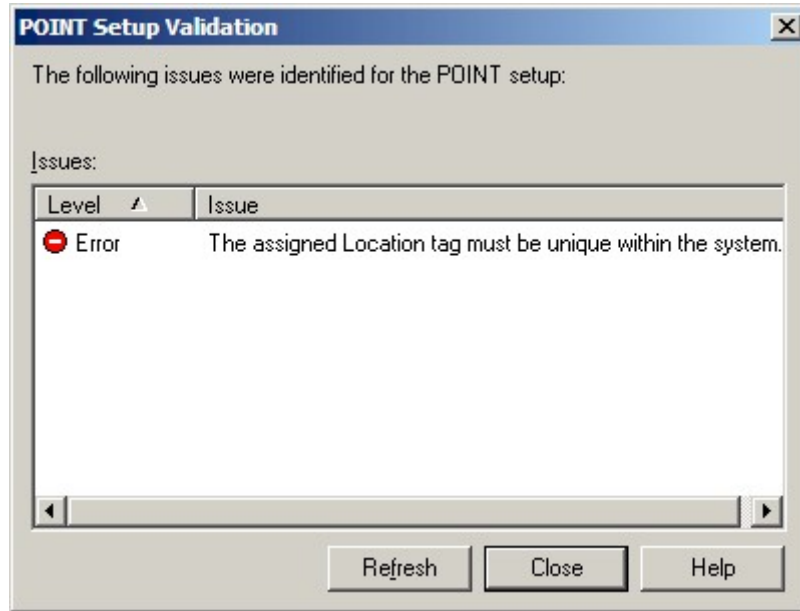 POINT Setup Validation
The following issues were identified for the POINT setup:
Issues:
Level Issue
Error The assigned Location tag must be unique within the system.
Refresh Close Help